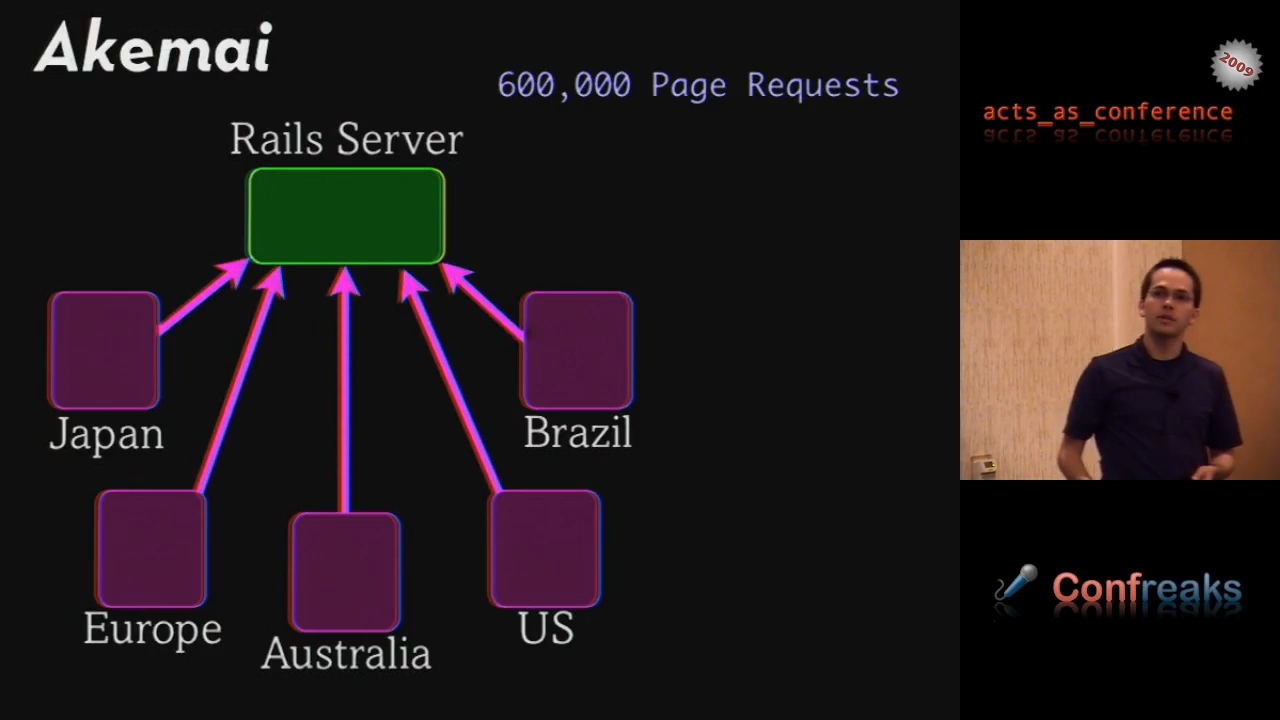 Akemai
600,000 Page Requests
Rails Server
Japan
Brazil
Europe
Australia
US
2009
acts_as_conference
Confreaks